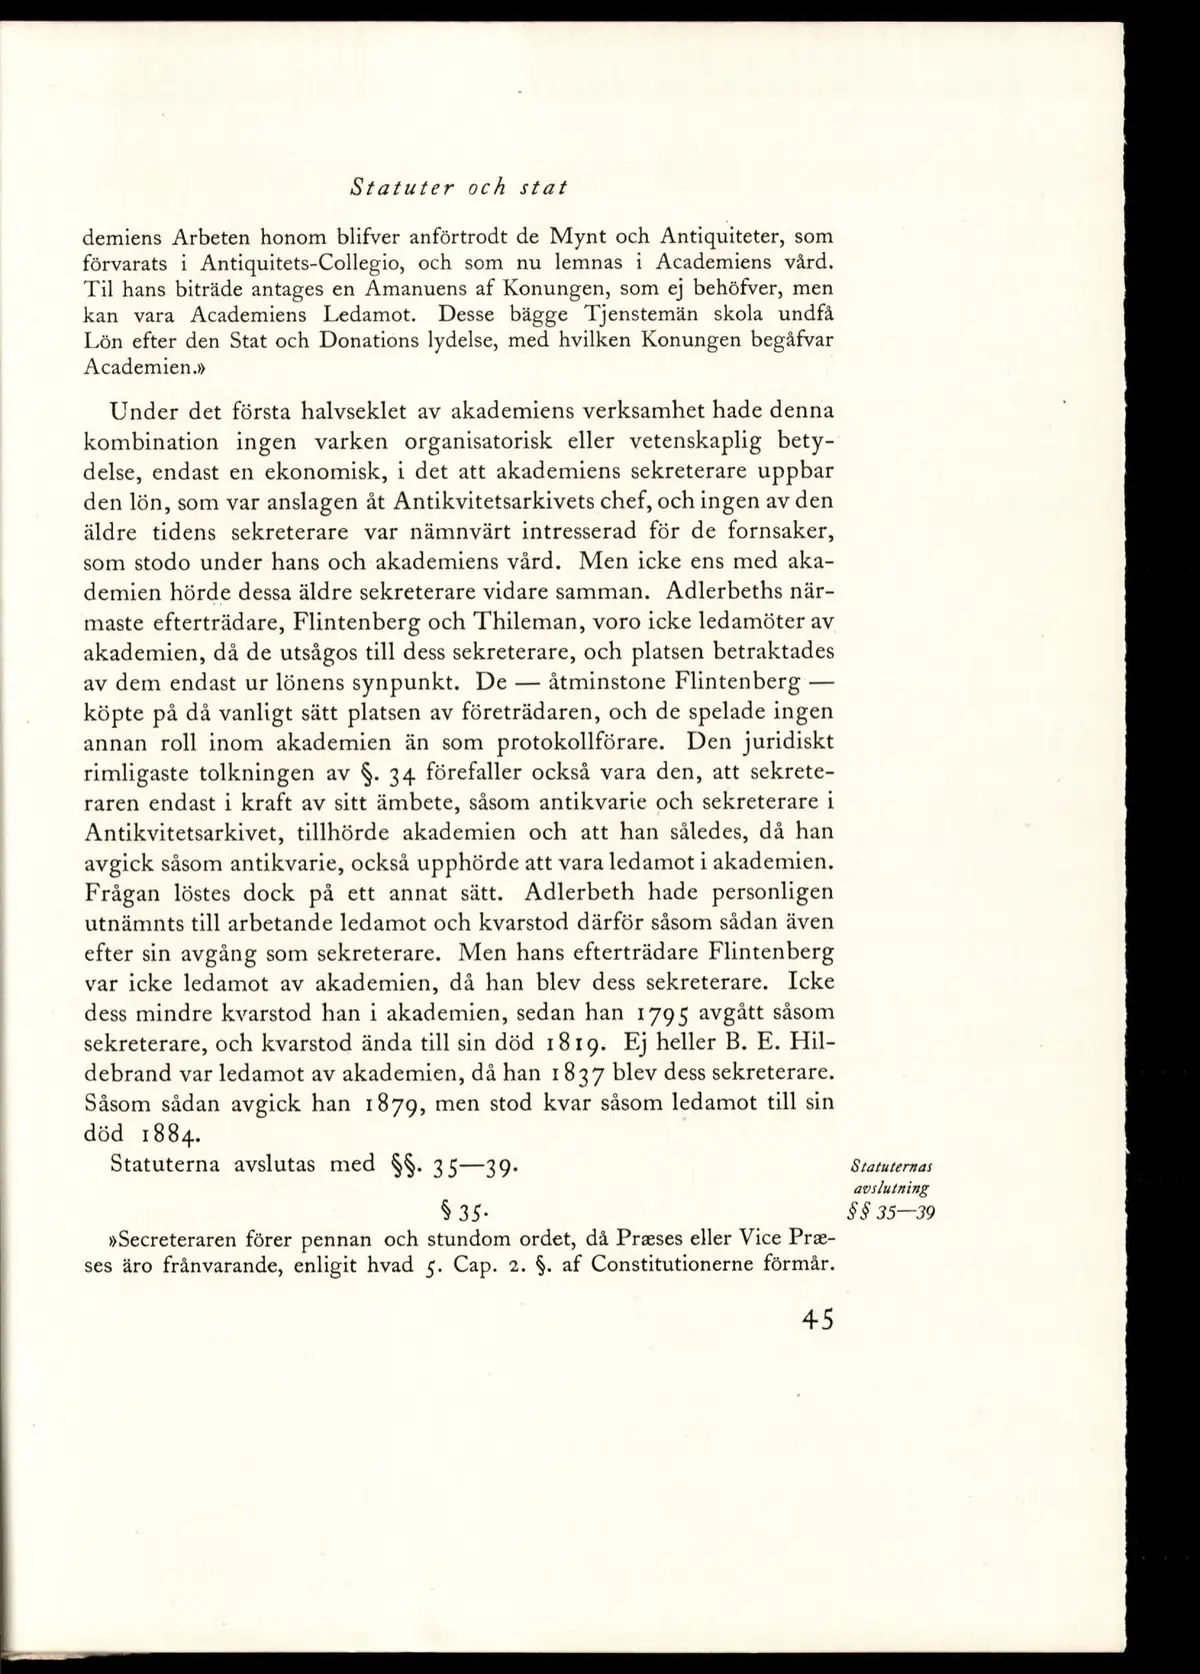 Statuter och stat
demiens Arbeten honom blifver anförtrodt de Mynt och Antiquiteter, som
förvarats i Antiquitets-Collegio, och som nu lemnas i Academiens vård.
Til hans biträde antages en Amanuens af Konungen, som ej behöfver, men
kan vara Academiens Ledamot. Desse bägge Tjenstemän skola undfå
Lön efter den Stat och Donations lydelse, med hvilken Konungen begåfvar
Academien.»
Under det första halvseklet av akademiens verksamhet hade denna
kombination ingen varken organisatorisk eller vetenskaplig bety-
delse, endast en ekonomisk, i det att akademiens sekreterare uppbar
den lön, som var anslagen åt Antikvitetsarkivets chef, och ingen av den
äldre tidens sekreterare var nämnvärt intresserad för de fornsaker,
som stodo under hans och akademiens vård. Men icke ens med aka-
demien hörde dessa äldre sekreterare vidare samman. Adlerbeths när-
maste efterträdare, Flintenberg och Thileman, voro icke ledamöter av
akademien, då de utsågos till dess sekreterare, och platsen betraktades
av dem endast ur lönens synpunkt. De — åtminstone Flintenberg —
köpte på då vanligt sätt platsen av företrädaren, och de spelade ingen
annan roll inom akademien än som protokollförare. Den juridiskt
rimligaste tolkningen av §. 34 förefaller också vara den, att sekrete-
raren endast i kraft av sitt ämbete, såsom antikvarie och sekreterare i
Antikvitetsarkivet, tillhörde akademien och att han således, då han
avgick såsom antikvarie, också upphörde att vara ledamot i akademien.
Frågan löstes dock på ett annat sätt. Adlerbeth hade personligen
utnämnts till arbetande ledamot och kvarstod därför såsom sådan även
efter sin avgång som sekreterare. Men hans efterträdare Flintenberg
var icke ledamot av akademien, då han blev dess sekreterare. Icke
dess mindre kvarstod han i akademien, sedan han 1795 avgått såsom
sekreterare, och kvarstod ända till sin död 1819. Ej heller B. E. Hil-
debrand var ledamot av akademien, då han 1837 blev dess sekreterare.
Såsom sådan avgick han 1879, men stod kvar såsom ledamot till sin
död 1884.
Statuterna avslutas med §§. 35—39.
Statuternas
avslutning
§§ 35—39
§ 35.
»Secreteraren förer pennan och stundom ordet, då Præses eller Vice Præ-
ses äro frånvarande, enligit hvad 5. Cap. 2. §. af Constitutionerne förmår.
45